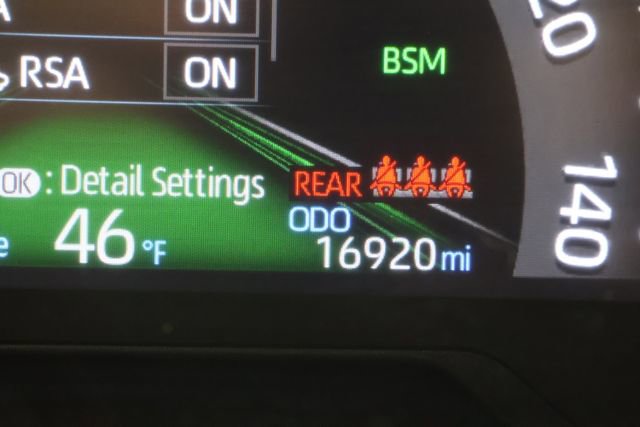 ON
RSA ON
BSM
OK : Detail Settings
REAR
ODO
46 °F
16920 mi
140